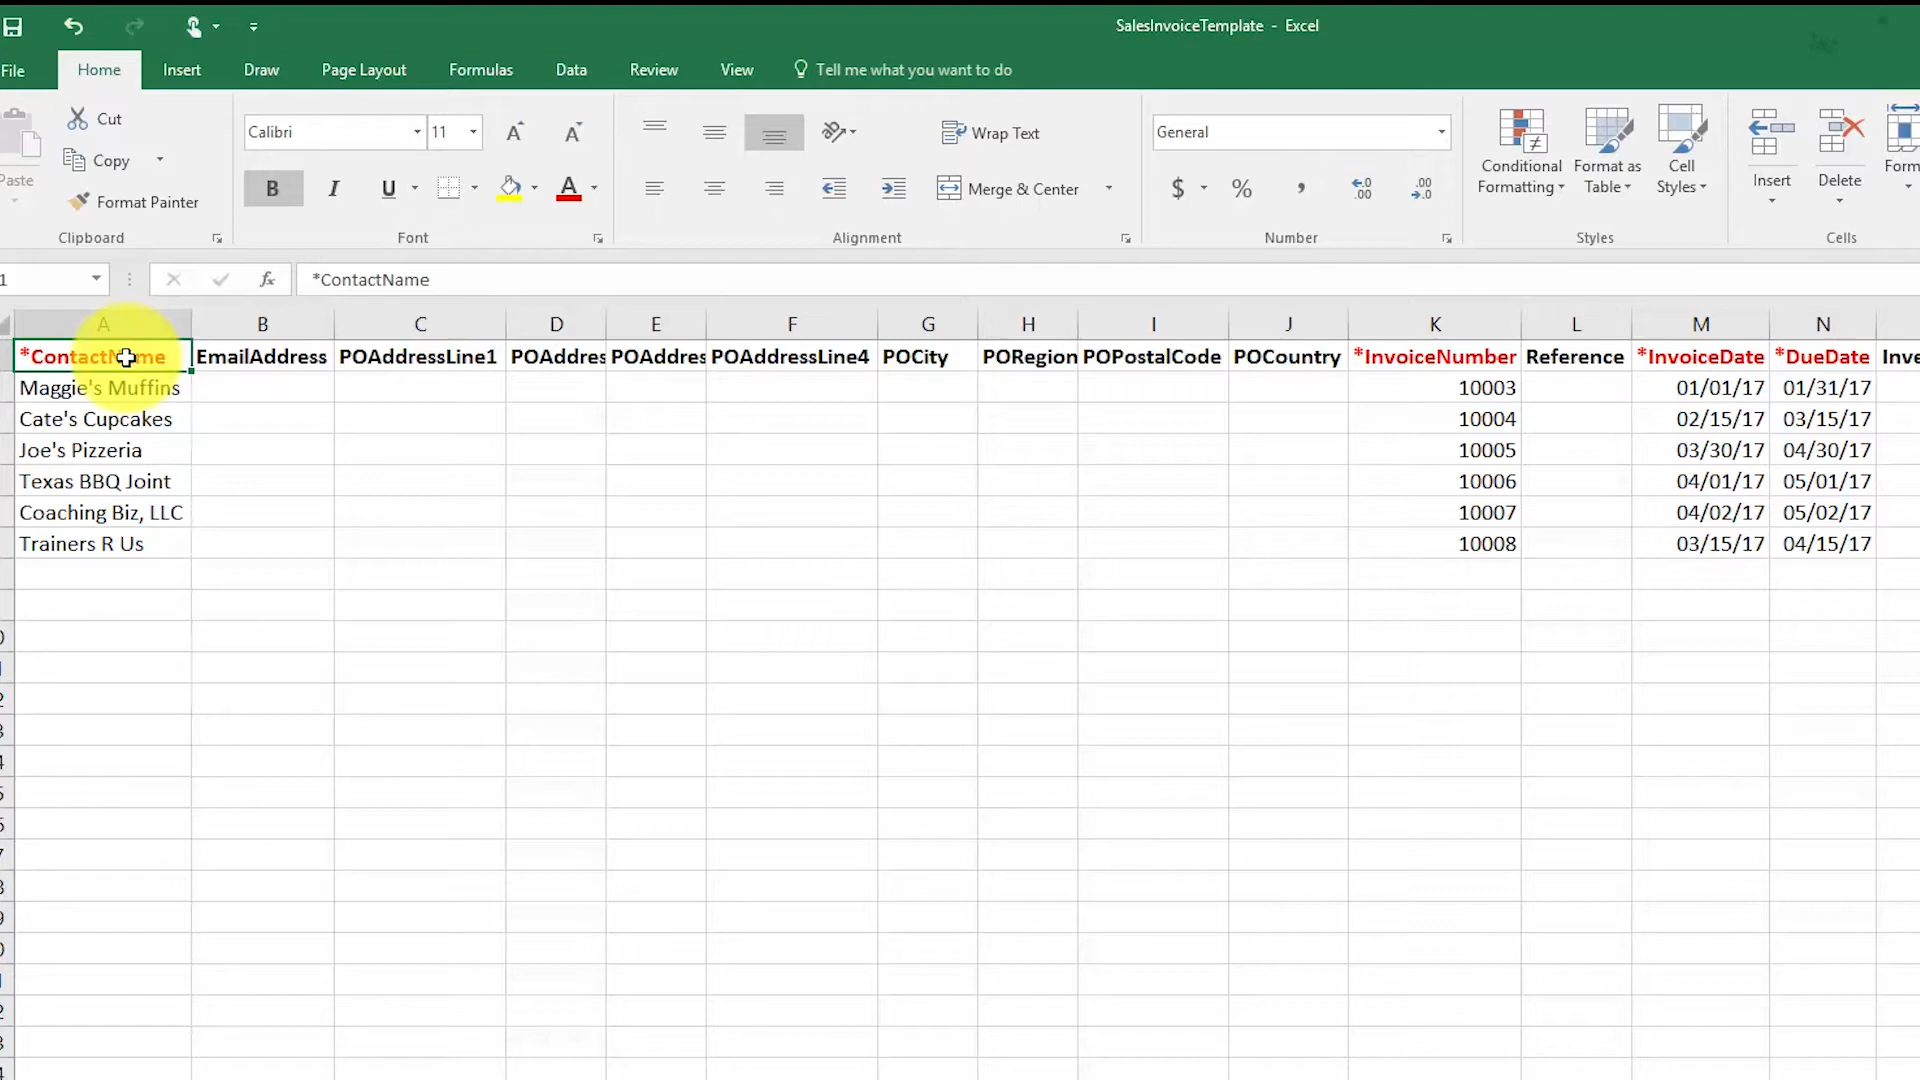 SalesInvoiceTemplate - Excel
File Home Insert Draw Page Layout Formulas Data Review View Tell me what you want to do
Cut
Copy
Paste
Format Painter
Clipboard
Calibri 11
B I U
Font
Wrap Text
Merge & Center
Alignment
General
$ % ,
Number
Conditional Formatting
Format as Table
Cell Styles
Styles
Insert Delete
Cells
fx *ContactName
A B C D E F G H I J K L M N
*ContactName EmailAddress POAddressLine1 POAddres POAddres POAddressLine4 POCity PORegion POPostalCode POCountry *InvoiceNumber Reference *InvoiceDate *DueDate Inve
Maggie's Muffins 10003 01/01/17 01/31/17
Cate's Cupcakes 10004 02/15/17 03/15/17
Joe's Pizzeria 10005 03/30/17 04/30/17
Texas BBQ Joint 10006 04/01/17 05/01/17
Coaching Biz, LLC 10007 04/02/17 05/02/17
Trainers R Us 10008 03/15/17 04/15/17